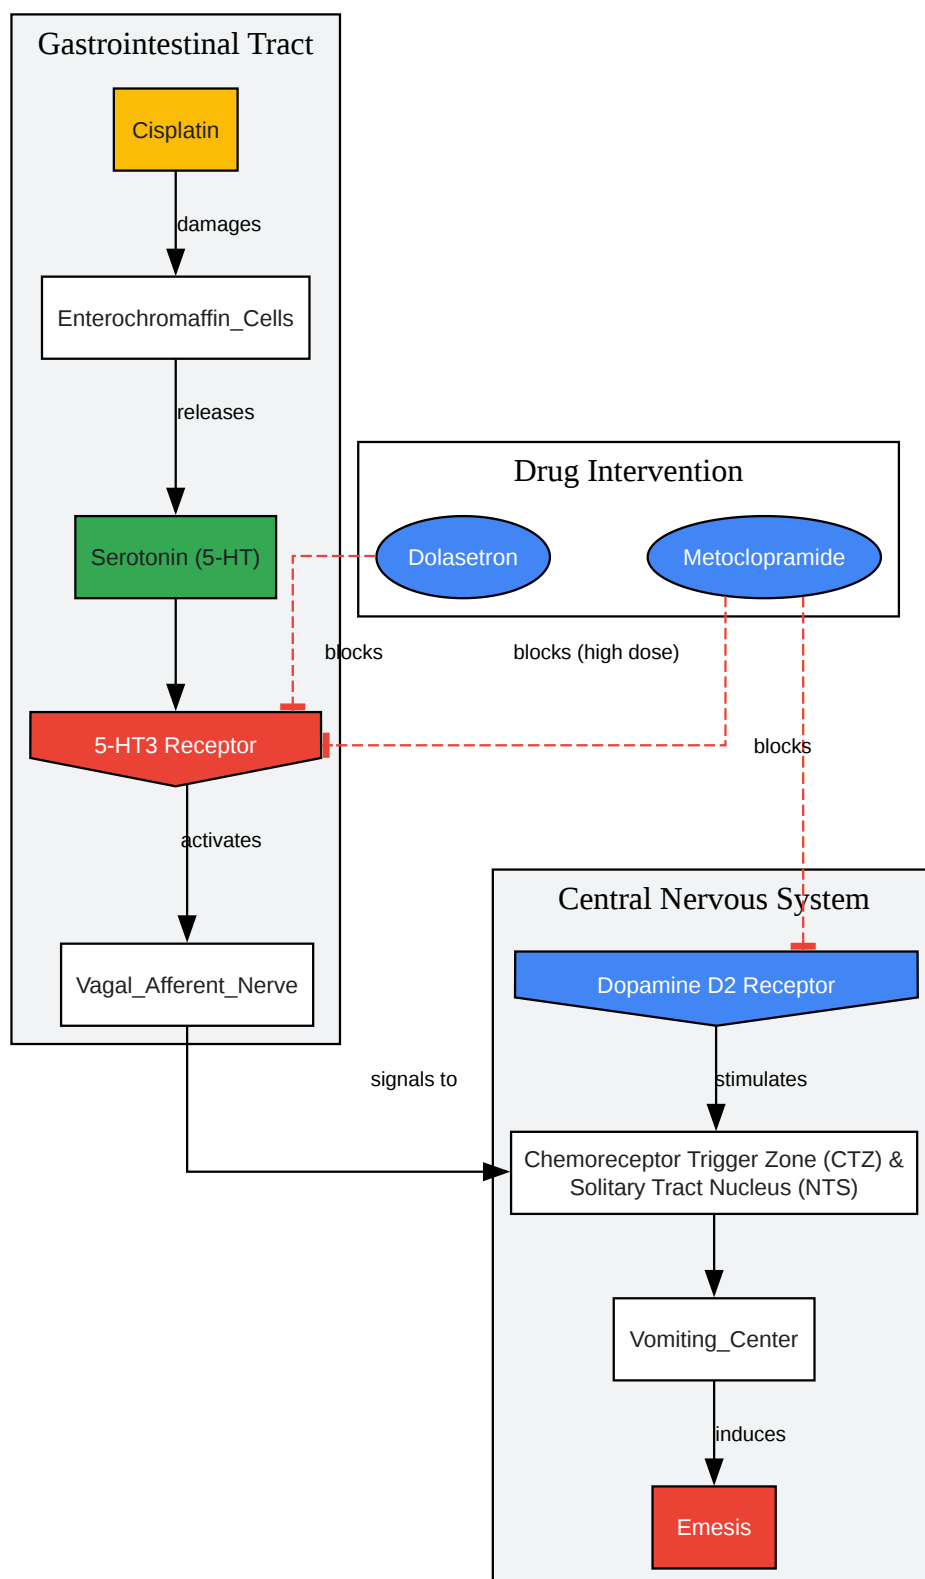 Gastrointestinal Tract
Cisplatin
damages
Enterochromaffin_Cells
releases
Serotonin (5-HT)
Drug Intervention
Dolasetron
Metoclopramide
blocks
blocks (high dose)
blocks
5-HT3 Receptor
activates
Vagal_Afferent_Nerve
signals to
Central Nervous System
Dopamine D2 Receptor
stimulates
Chemoreceptor Trigger Zone (CTZ) &
Solitary Tract Nucleus (NTS)
Vomiting_Center
induces
Emesis